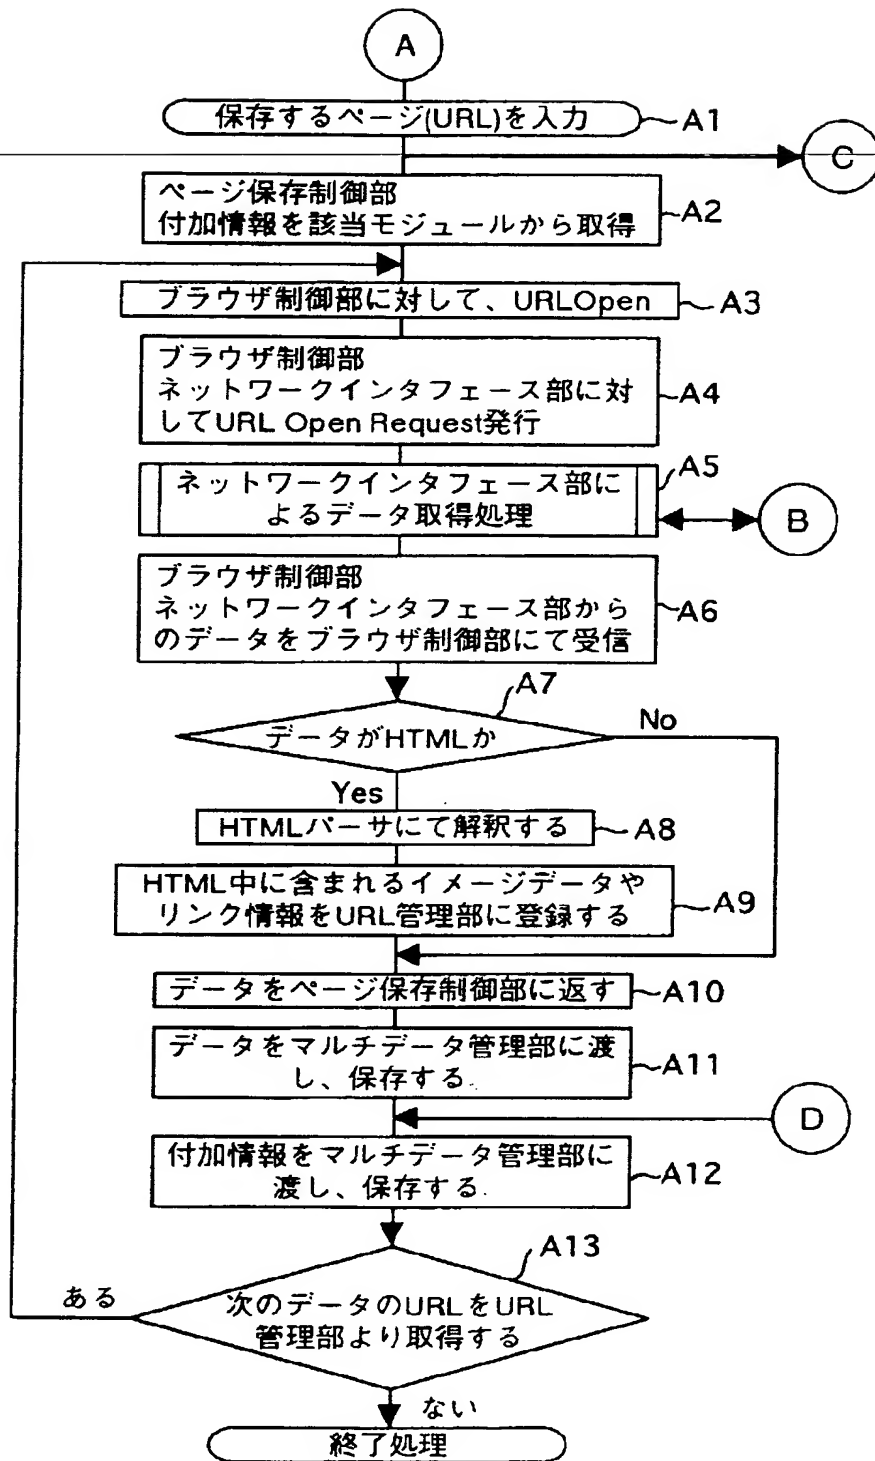 A
保存するページ(URL)を入力
A1
C
ページ保存制御部
付加情報を該当モジュールから取得
A2
ブラウザ制御部に対して、URLOpen
A3
ブラウザ制御部
ネットワークインタフェース部に対
してURL Open Request発行
A4
ネットワークインタフェース部に
よるデータ取得処理
A5
B
ブラウザ制御部
ネットワークインタフェース部から
のデータをブラウザ制御部にて受信
A6
A7
データがHTMLか
No
Yes
HTMLパーサにて解釈する
A8
HTML中に含まれるイメージデータや
リンク情報をURL管理部に登録する
A9
データをページ保存制御部に返す
A10
データをマルチデータ管理部に渡
し、保存する
A11
D
付加情報をマルチデータ管理部に
渡し、保存する
A12
A13
ある
次のデータのURLをURL
管理部より取得する
ない
終了処理